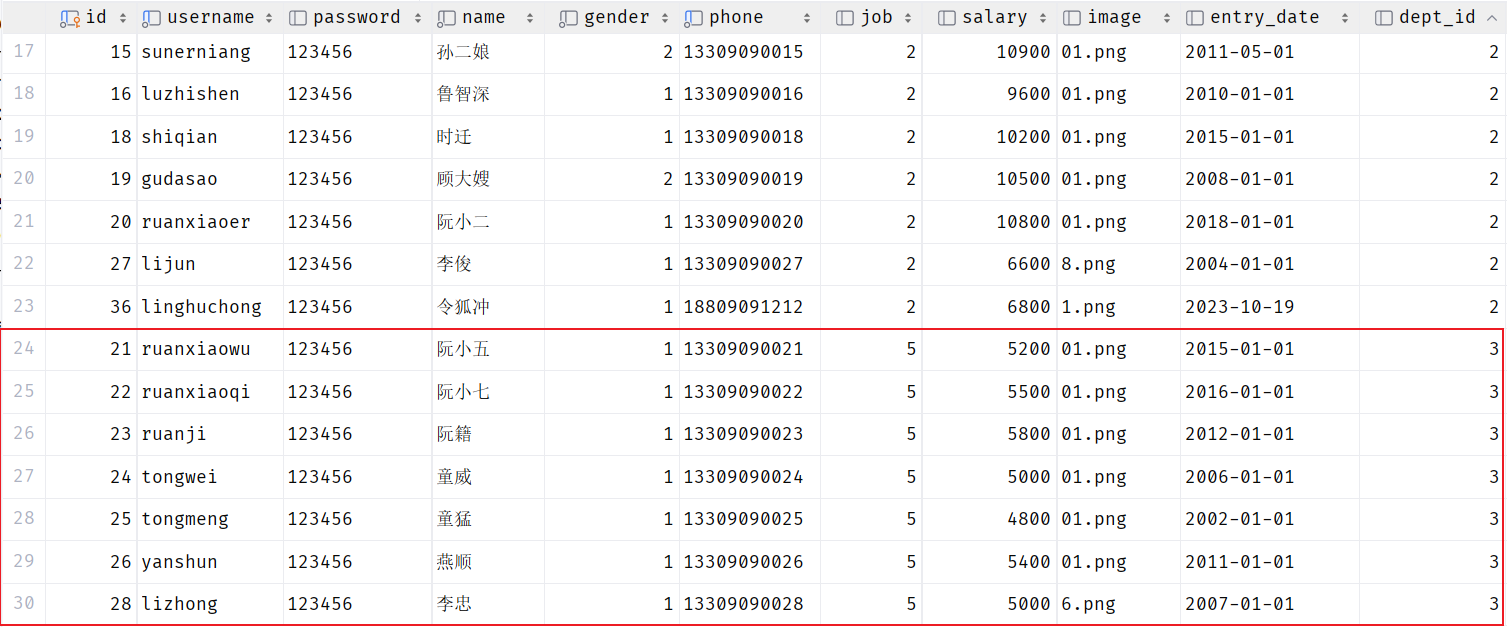 id username password name gender phone job salary image entry_date dept_id
17 15 sunerniang 123456 孙二娘 2 13309090015 2 10900 01.png 2011-05-01 2
18 16 luzhishen 123456 鲁智深 1 13309090016 2 9600 01.png 2010-01-01 2
19 18 shiqian 123456 时迁 1 13309090018 2 10200 01.png 2015-01-01 2
20 19 gudasao 123456 顾大嫂 2 13309090019 2 10500 01.png 2008-01-01 2
21 20 ruanxiaoer 123456 阮小二 1 13309090020 2 10800 01.png 2018-01-01 2
22 27 lijun 123456 李俊 1 13309090027 2 6600 8.png 2004-01-01 2
23 36 linghuchong 123456 令狐冲 1 18809091212 2 6800 1.png 2023-10-19 2
24 21 ruanxiaowu 123456 阮小五 1 13309090021 5 5200 01.png 2015-01-01 3
25 22 ruanxiaoqi 123456 阮小七 1 13309090022 5 5500 01.png 2016-01-01 3
26 23 ruanji 123456 阮籍 1 13309090023 5 5800 01.png 2012-01-01 3
27 24 tongwei 123456 童威 1 13309090024 5 5000 01.png 2006-01-01 3
28 25 tongmeng 123456 童猛 1 13309090025 5 4800 01.png 2002-01-01 3
29 26 yanshun 123456 燕顺 1 13309090026 5 5400 01.png 2011-01-01 3
30 28 lizhong 123456 李忠 1 13309090028 5 5000 6.png 2007-01-01 3